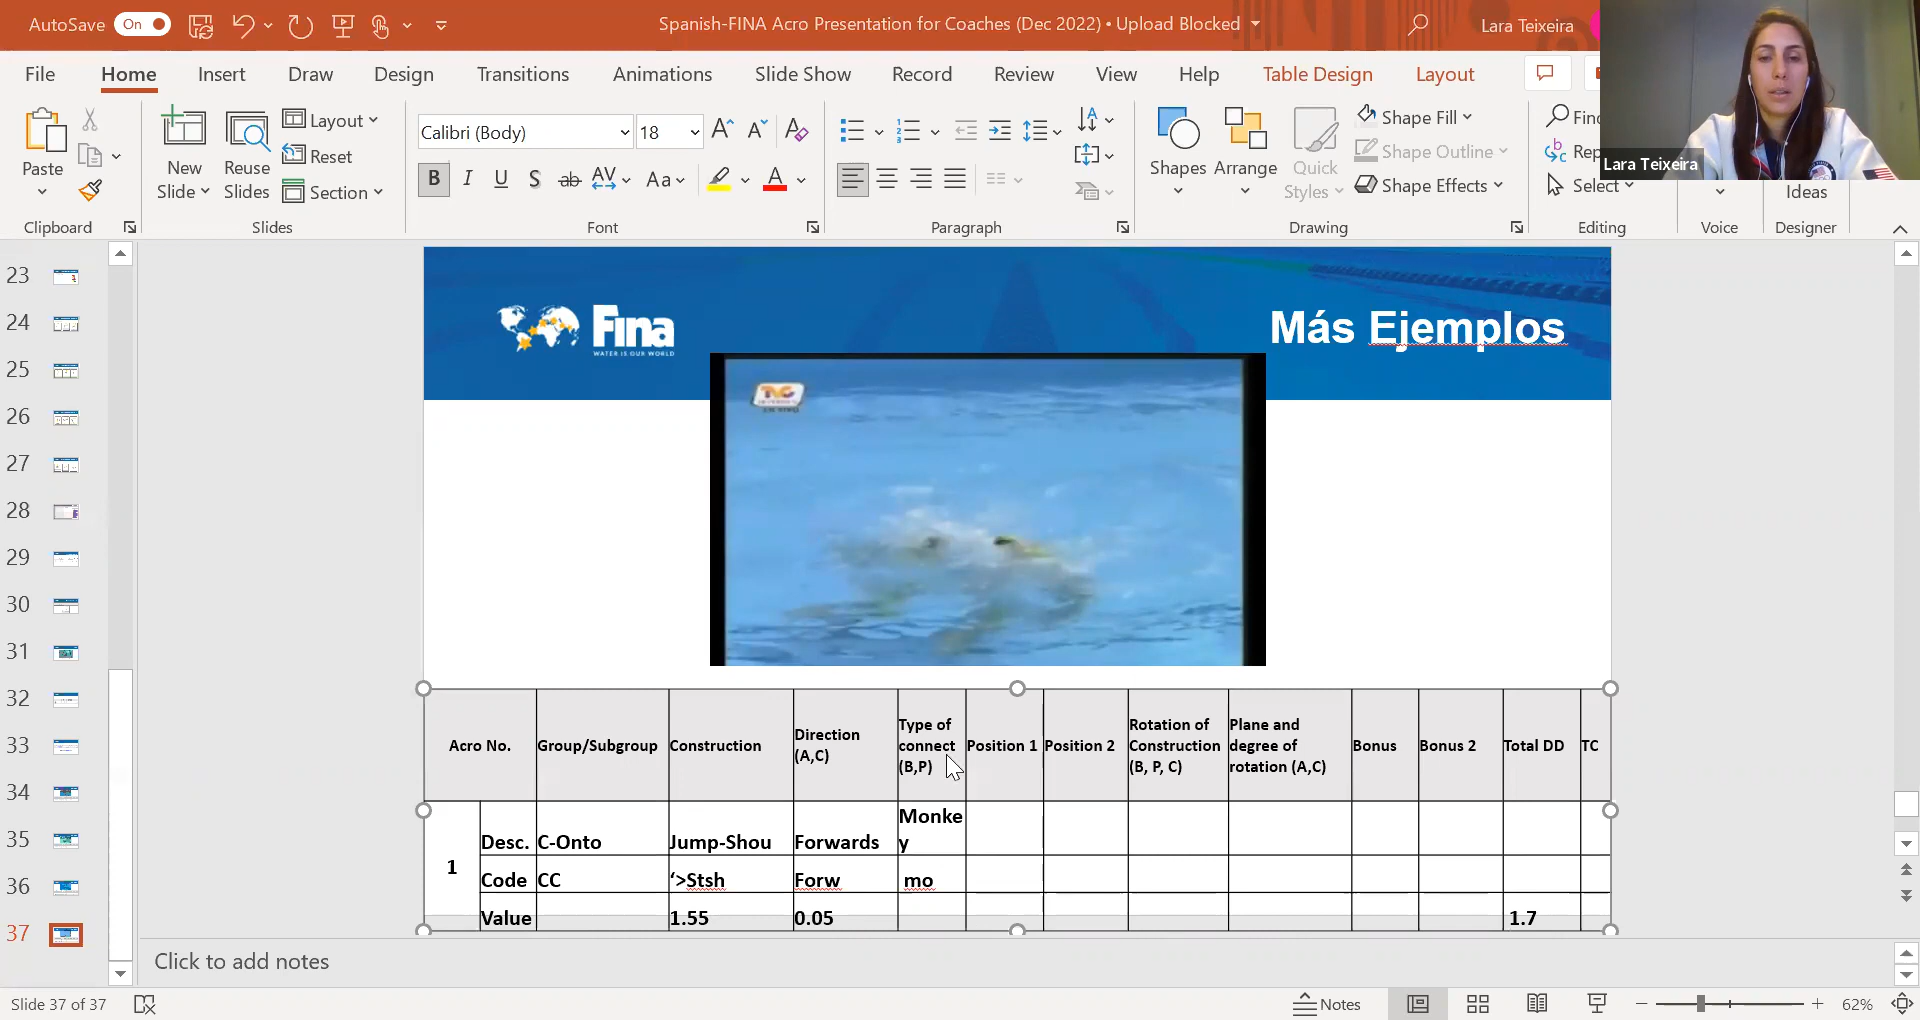 AutoSave On
Spanish-FINA Acro Presentation for Coaches (Dec 2022) • Upload Blocked
Lara Teixeira
File Home Insert Draw Design Transitions Animations Slide Show Record Review View Help Table Design Layout
Paste
New Slide
Reuse Slides
Layout
Reset
Section
Calibri (Body) 18
B I U S ab AV Aa A
Shapes
Arrange
Quick Styles
Shape Fill
Shape Outline
Shape Effects
Select
Lara Teixeira
Ideas
Clipboard Slides Font Paragraph Drawing Editing Voice Designer
23
24
25
26
27
28
29
30
31
32
33
34
35
36
37
Fina
WATER IS OUR WORLD
Más Ejemplos
TVC
Acro No. Group/Subgroup Construction Direction (A,C) Type of connect (B,P) Position 1 Position 2 Rotation of Construction (B, P, C) Plane and degree of rotation (A,C) Bonus Bonus 2 Total DD TC
1
Desc. C-Onto Jump-Shou Forwards Monkey
Code CC ‘>Stsh Forw mo
Value 1.55 0.05 1.7
Click to add notes
Slide 37 of 37
Notes
62%